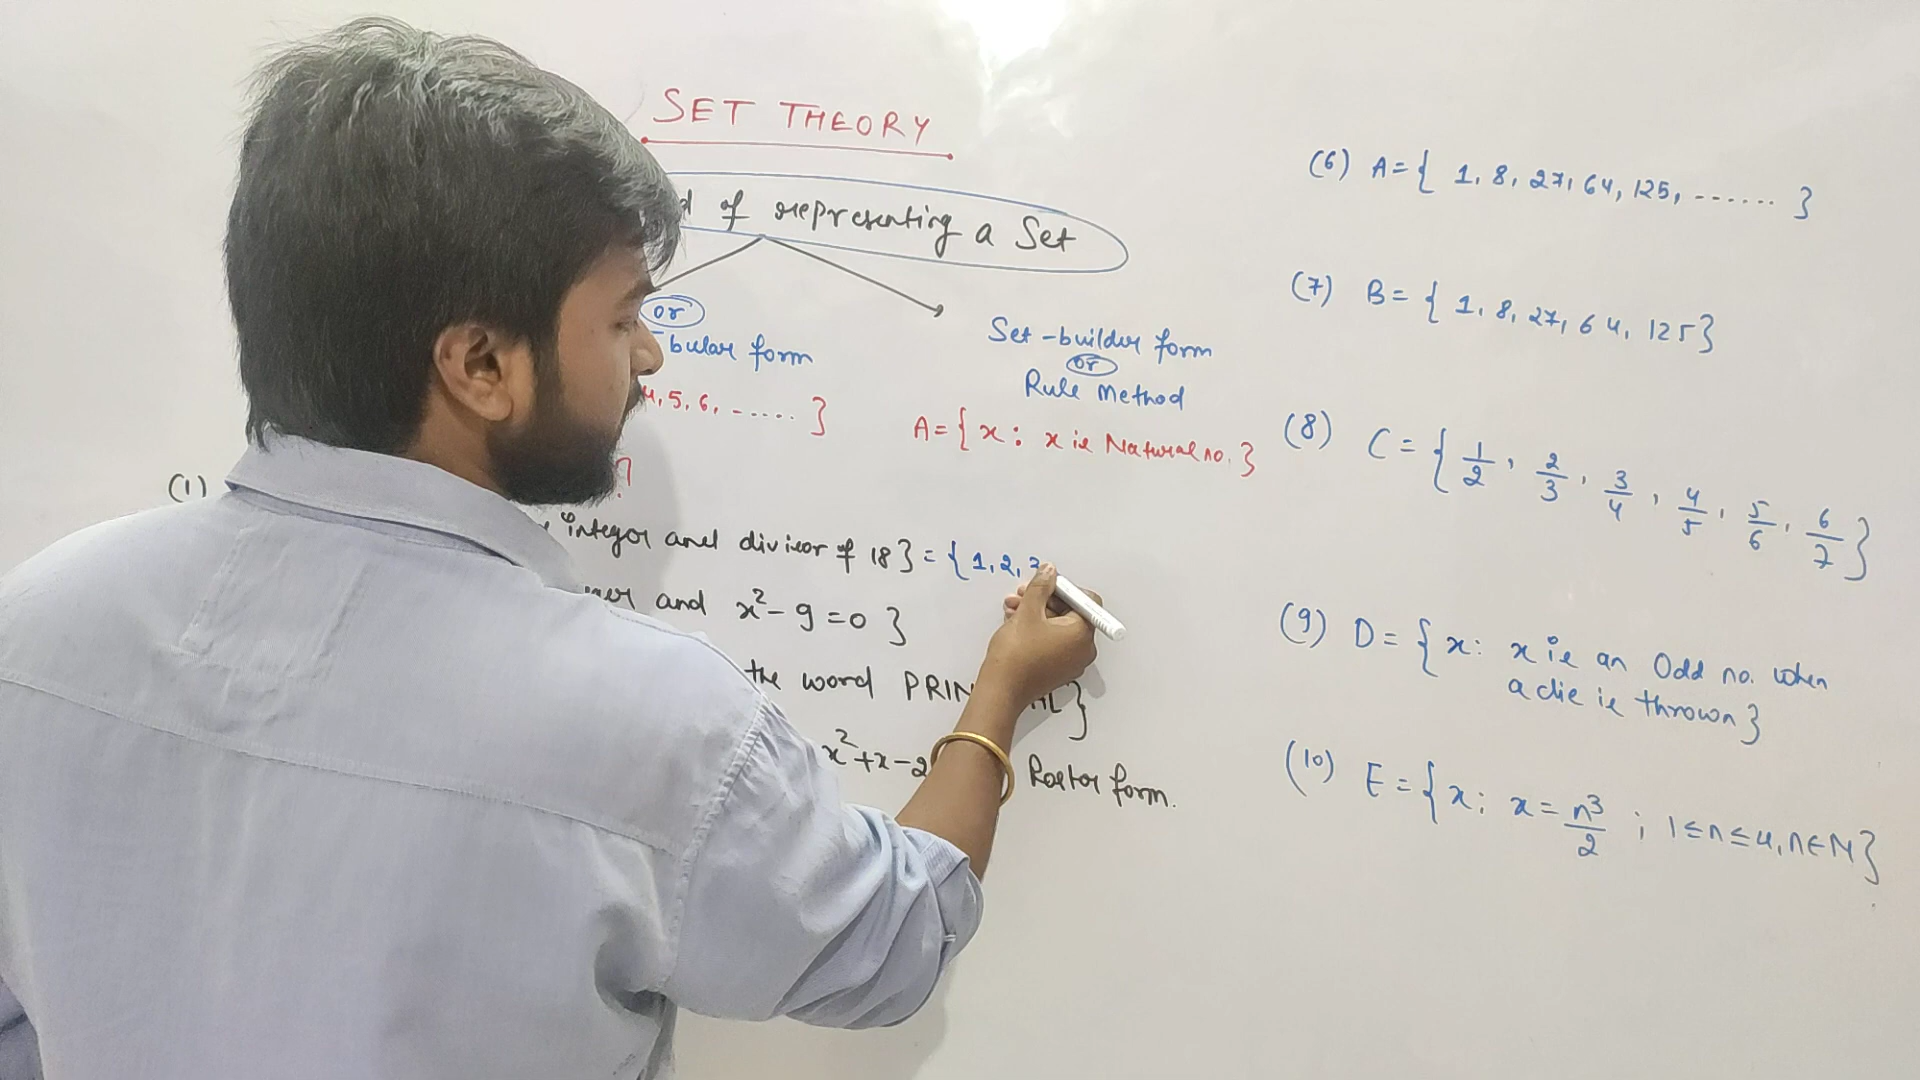 SET THEORY
of representing a Set
or
bular form
Set-builder form
or
Rule Method
4, 5, 6, ------ }
A = { x : x is Natural no. }
(1)
?
integer and divisor of 18 } = { 1, 2, 3
and x² - 9 = 0 }
the word PRIN AL }
x² + x - 2 Roster form.
(6) A = { 1, 8, 27, 64, 125, ------- }
(7) B = { 1, 8, 27, 64, 125 }
(8) C = { 1/2, 2/3, 3/4, 4/5, 5/6, 6/7 }
(9) D = { x : x is an Odd no. when
a die is thrown }
(10) E = { x : x = n³/2 ; 1 ≤ n ≤ 4, n ∈ N }